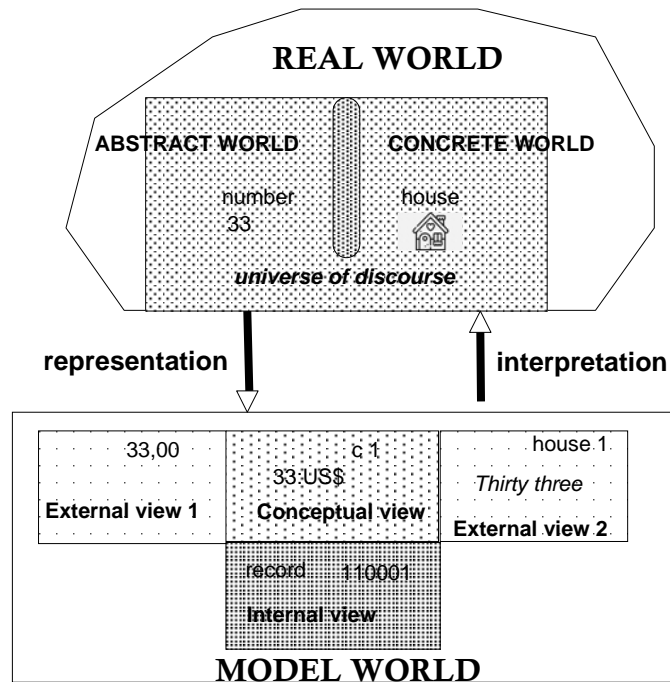 REAL WORLD
ABSTRACT WORLD
CONCRETE WORLD
number
house
33
universe of discourse
representation
interpretation
33,00
c 1
house 1
33:US$
Thirty three
External view 1
Conceptual view
External view 2
record
110001
Internal view
MODEL WORLD